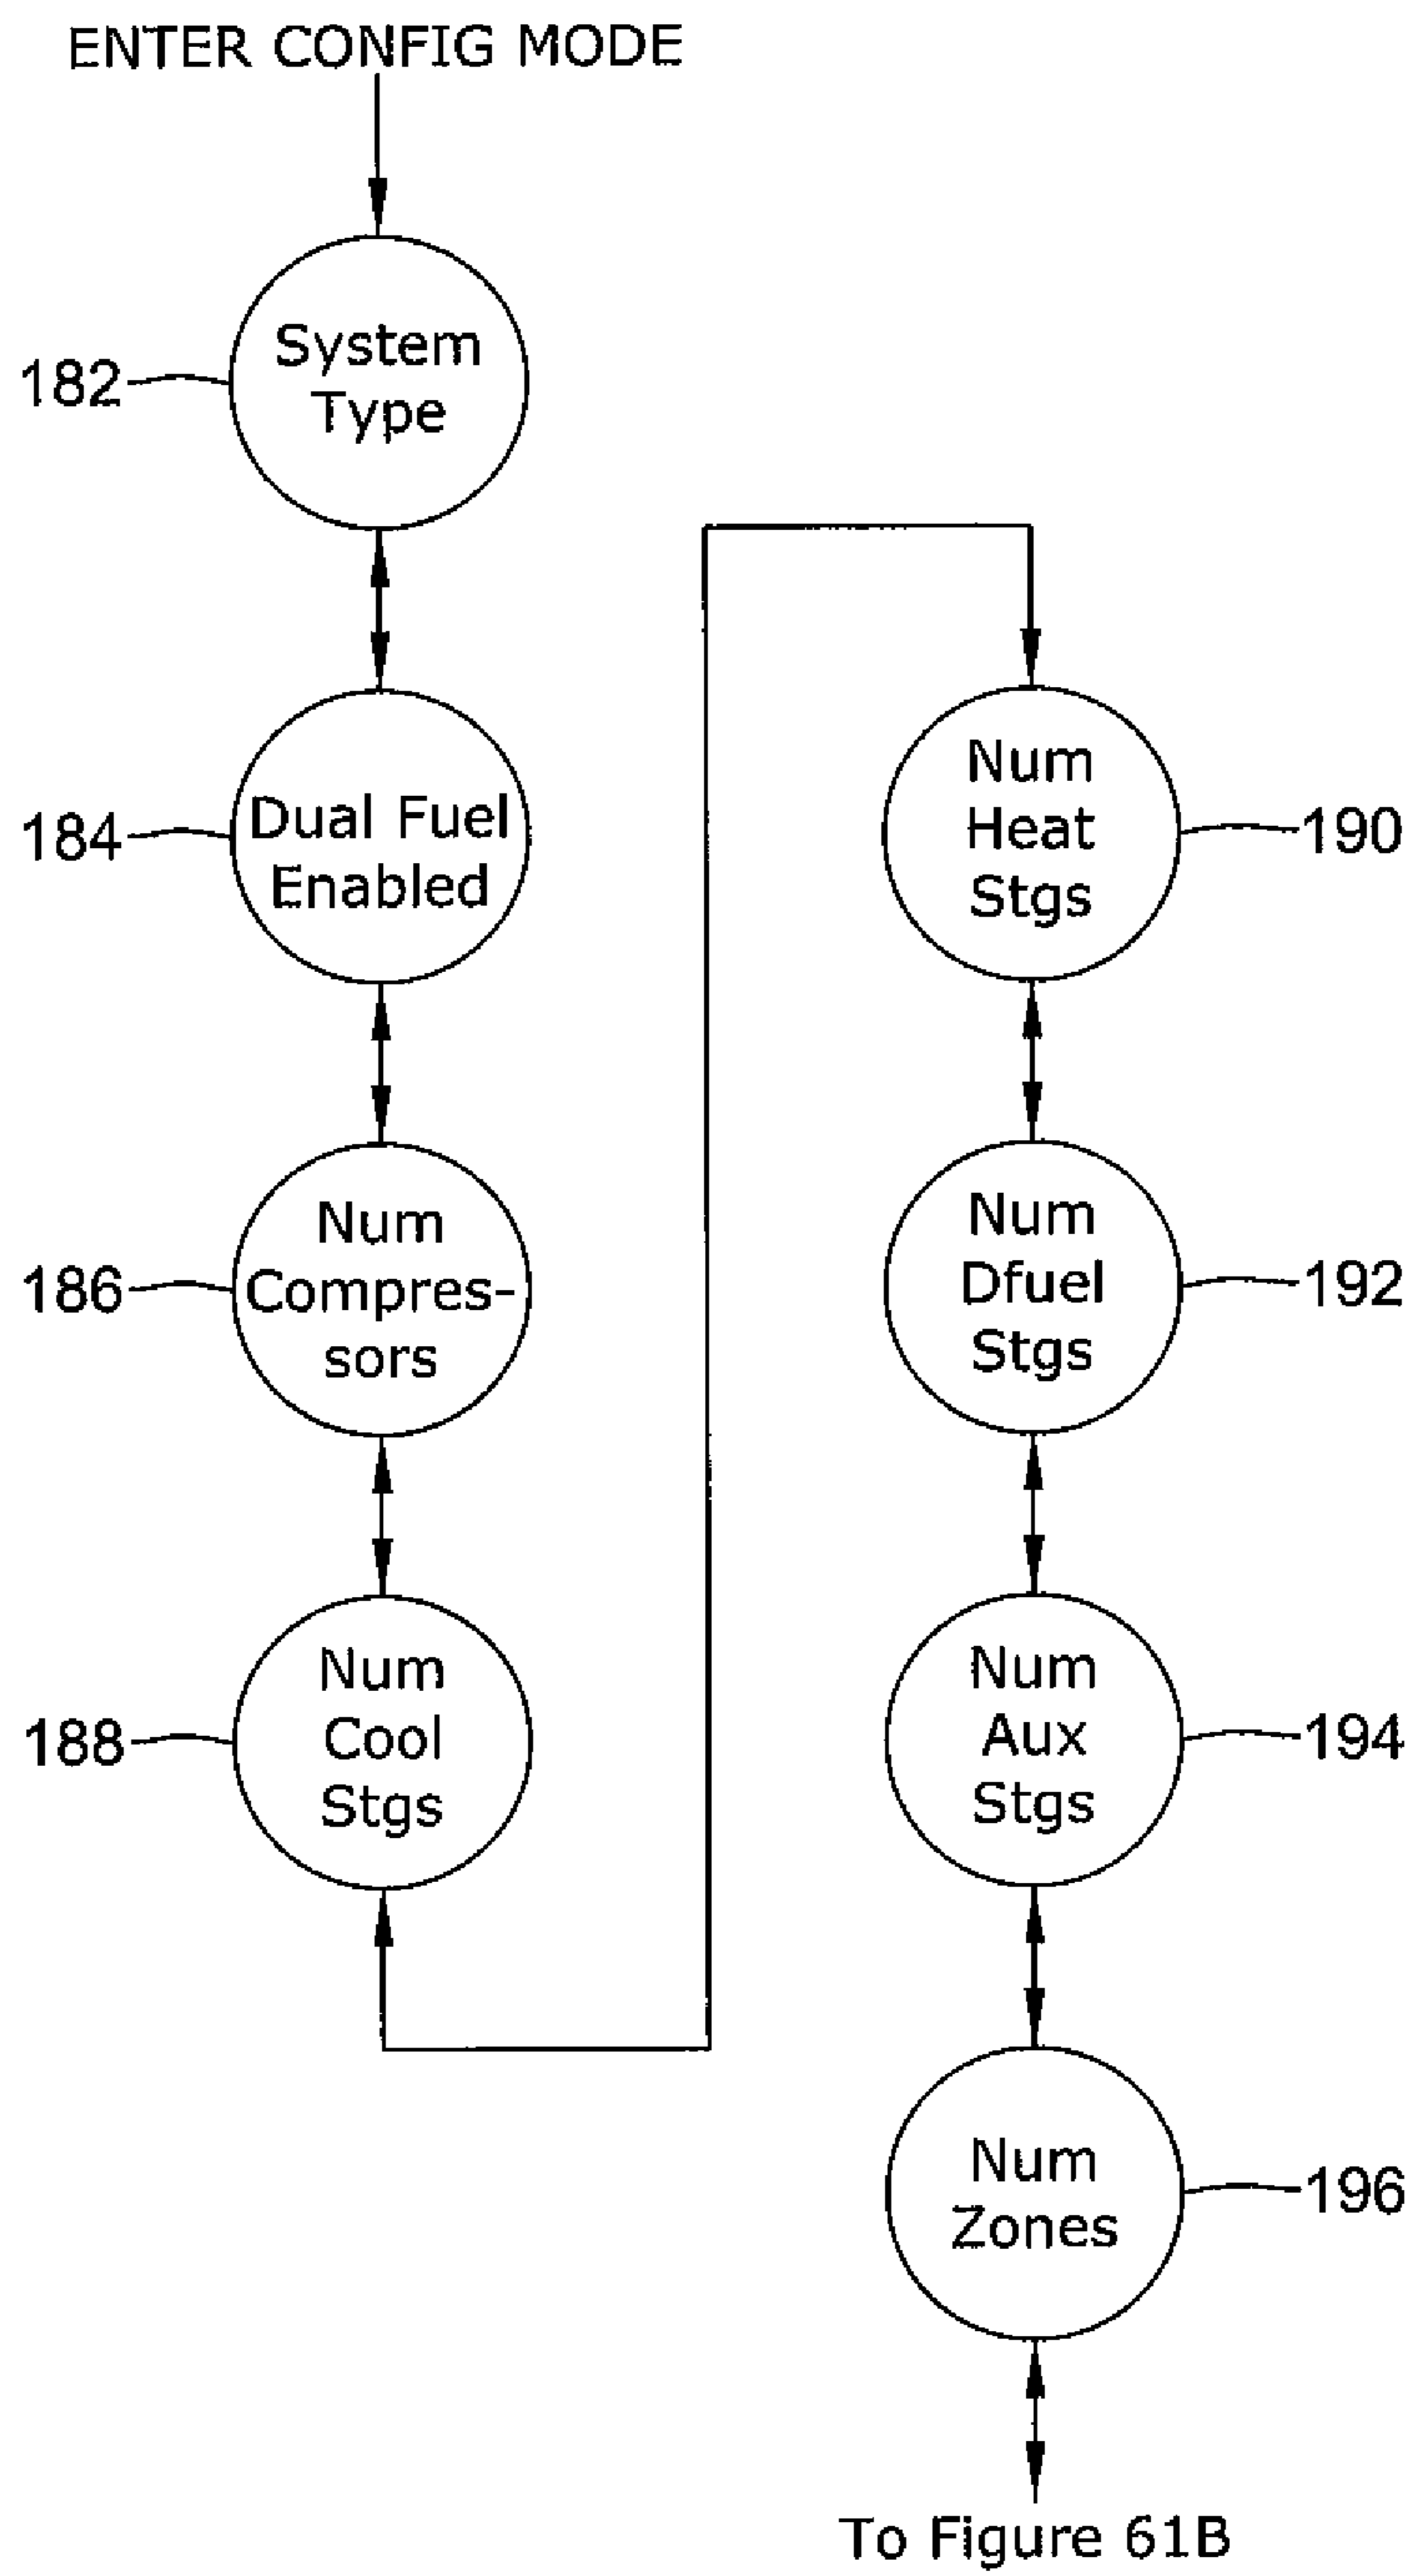 ENTER CONFIG MODE
182
System
Type
184
Dual Fuel
Enabled
186
Num
Compres-
sors
188
Num
Cool
Stgs
Num
Heat
Stgs
190
Num
Dfuel
Stgs
192
Num
Aux
Stgs
194
Num
Zones
196
To Figure 61B